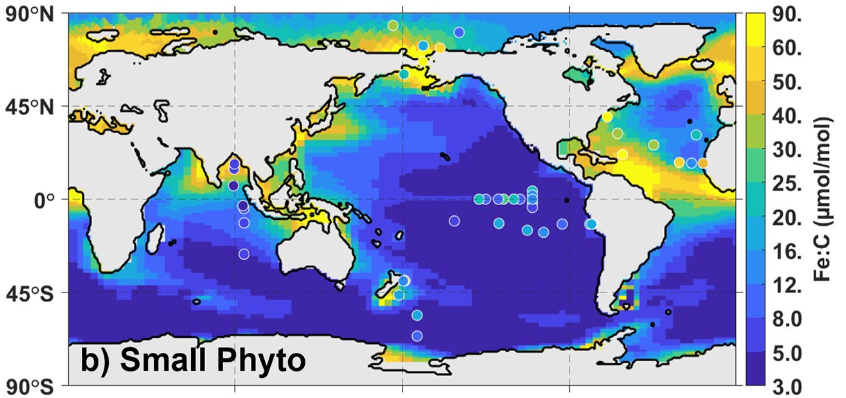 90°N
45°N
0°
45°S
90°S
b) Small Phyto
90.
60.
50.
40.
30.
25.
20.
16.
12.
8.0
5.0
3.0
Fe:C (μmol/mol)